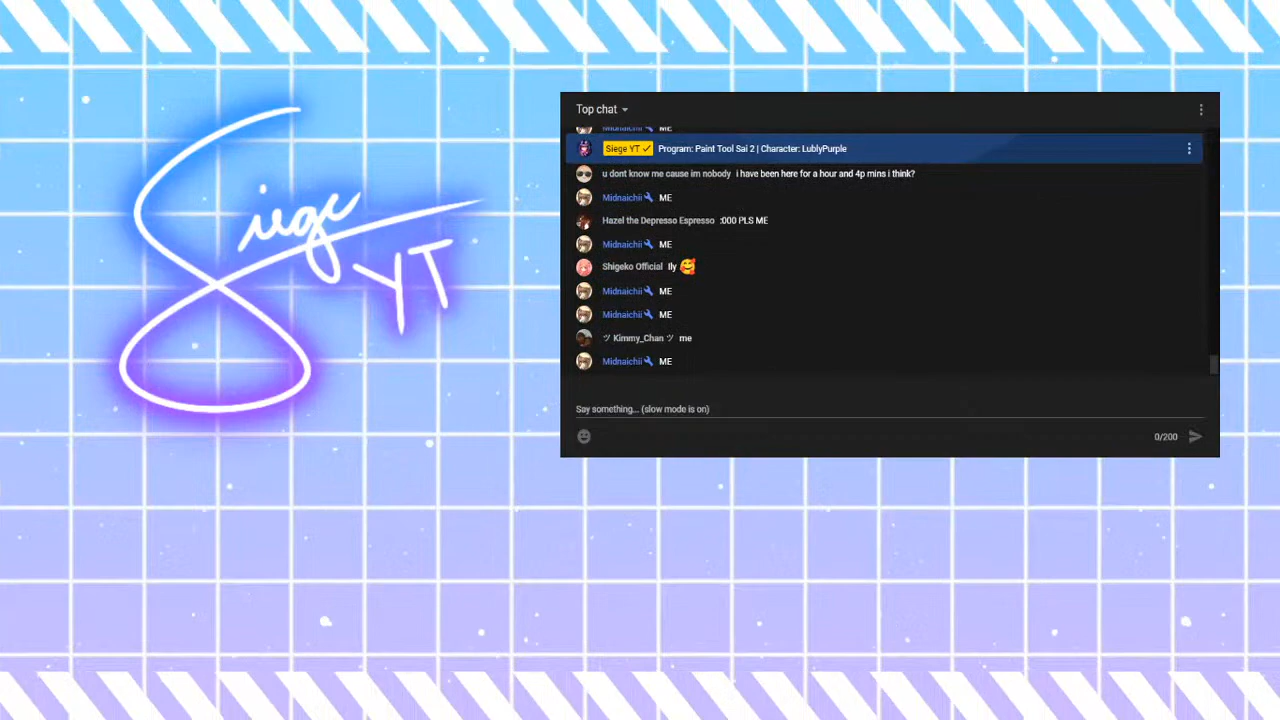 Siege
YT
Top chat
Midnaichii ME
Siege YT Program: Paint Tool Sai 2 | Character: LublyPurple
u dont know me cause im nobody i have been here for a hour and 4p mins i think?
Midnaichii ME
Hazel the Depresso Espresso :000 PLS ME
Midnaichii ME
Shigeko Official Ily 🥰
Midnaichii ME
Midnaichii ME
ツ Kimmy_Chan ツ me
Midnaichii ME
Say something... (slow mode is on)
0/200